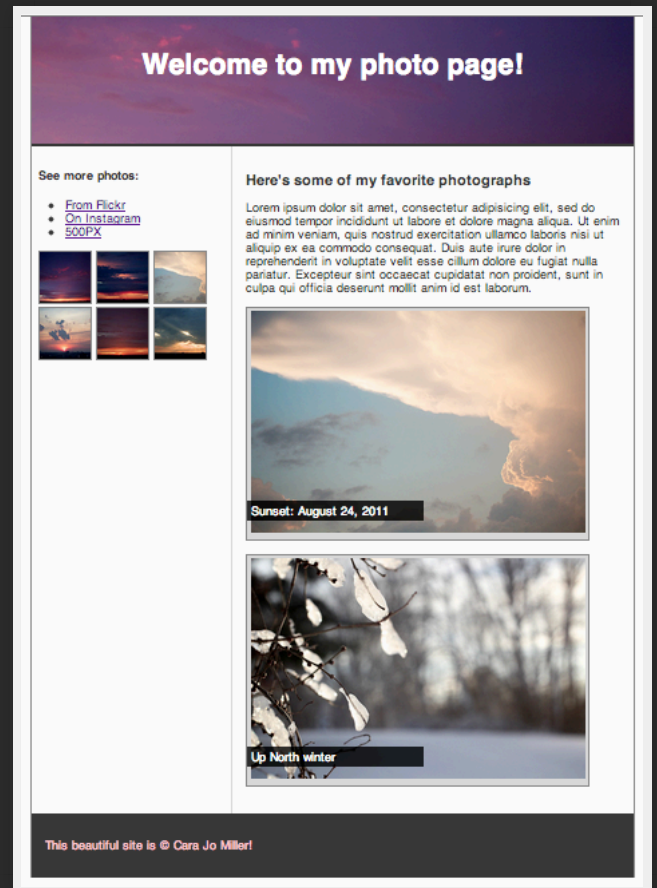 Welcome to my photo page!
See more photos:
From Flickr
On Instagram
500PX
Here's some of my favorite photographs
Lorem ipsum dolor sit amet, consectetur adipisicing elit, sed do
eiusmod tempor incididunt ut labore et dolore magna aliqua. Ut enim
ad minim veniam, quis nostrud exercitation ullamco laboris nisi ut
aliquip ex ea commodo consequat. Duis aute irure dolor in
reprehenderit in voluptate velit esse cillum dolore eu fugiat nulla
pariatur. Excepteur sint occaecat cupidatat non proident, sunt in
culpa qui officia deserunt mollit anim id est laborum.
Sunset: August 24, 2011
Up North winter
This beautiful site is © Cara Jo Miller!